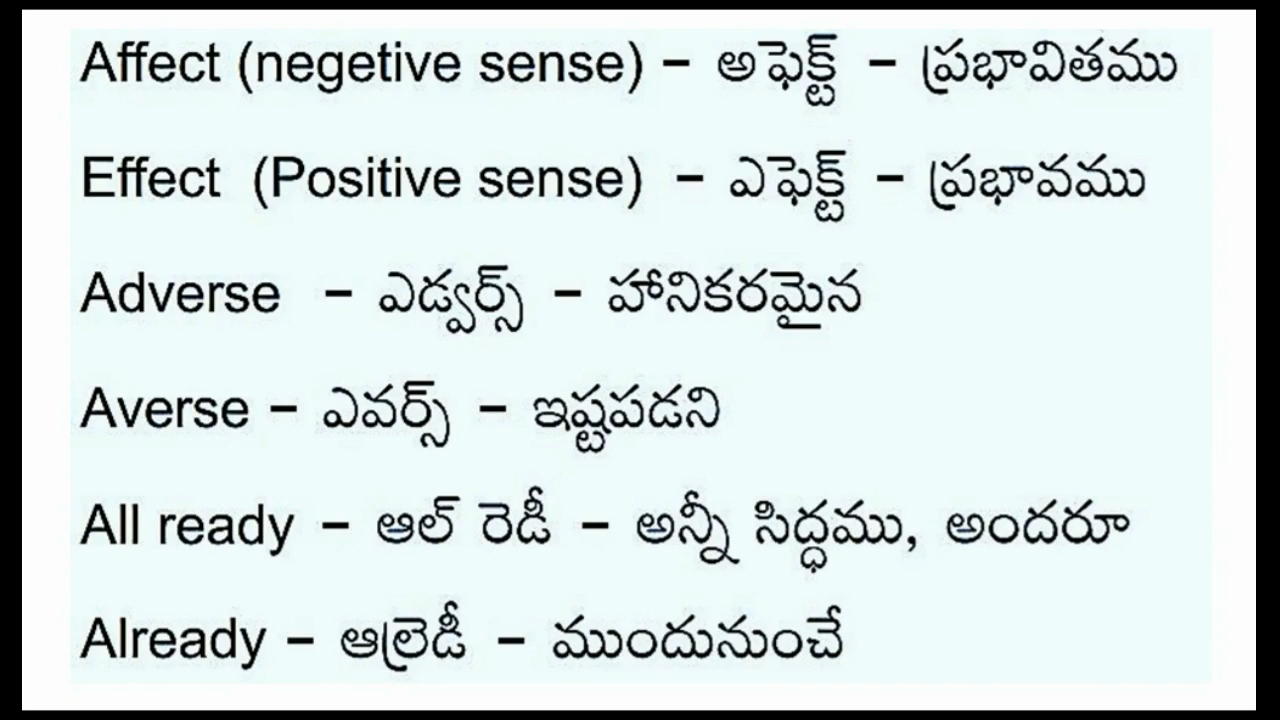 Affect (negetive sense) – అఫెక్ట్ – ప్రభావితము
Effect (Positive sense) – ఎఫెక్ట్ – ప్రభావము
Adverse – ఎడ్వర్స్ – హానికరమైన
Averse – ఎవర్స్ – ఇష్టపడని
All ready – ఆల్ రెడీ – అన్నీ సిద్ధము, అందరూ
Already – ఆల్రెడీ – ముందునుంచే